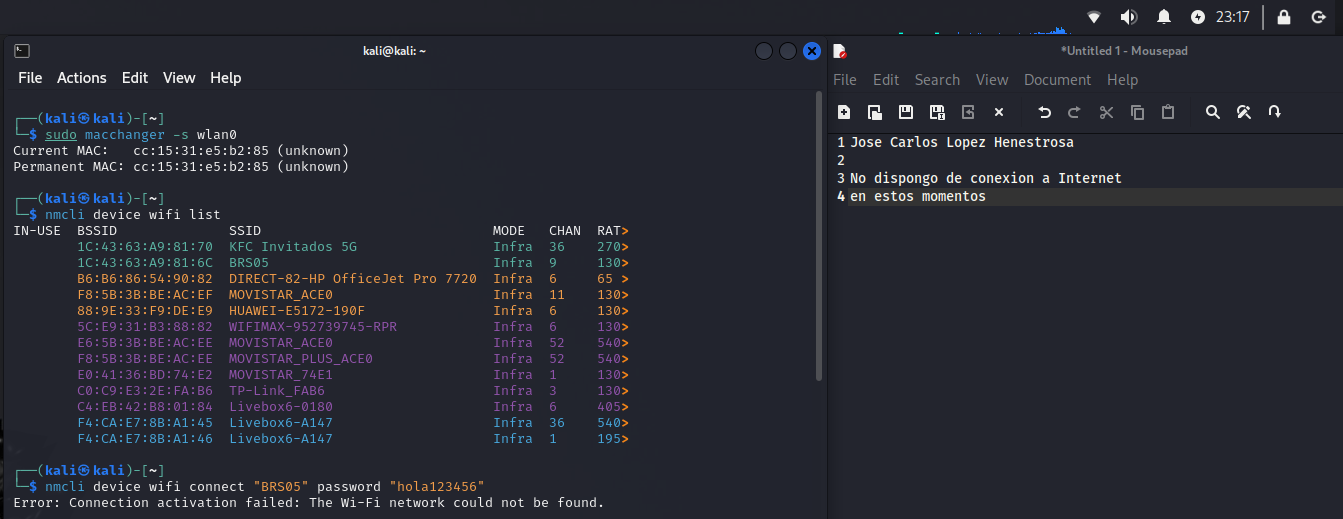 23:17
kali@kali: ~
File Actions Edit View Help
┌──(kali㉿kali)-[~]
└─$ sudo macchanger -s wlan0
Current MAC:   cc:15:31:e5:b2:85 (unknown)
Permanent MAC: cc:15:31:e5:b2:85 (unknown)
┌──(kali㉿kali)-[~]
└─$ nmcli device wifi list
IN-USE  BSSID              SSID                             MODE   CHAN  RAT>
        1C:43:63:A9:81:70  KFC Invitados 5G                 Infra  36    270>
        1C:43:63:A9:81:6C  BRS05                            Infra  9     130>
        B6:B6:86:54:90:82  DIRECT-82-HP OfficeJet Pro 7720  Infra  6     65 >
        F8:5B:3B:BE:AC:EF  MOVISTAR_ACE0                    Infra  11    130>
        88:9E:33:F9:DE:E9  HUAWEI-E5172-190F                Infra  6     130>
        5C:E9:31:B3:88:82  WIFIMAX-952739745-RPR            Infra  6     130>
        E6:5B:3B:BE:AC:EE  MOVISTAR_ACE0                    Infra  52    540>
        F8:5B:3B:BE:AC:EE  MOVISTAR_PLUS_ACE0               Infra  52    540>
        E0:41:36:BD:74:E2  MOVISTAR_74E1                    Infra  1     130>
        C0:C9:E3:2E:FA:B6  TP-Link_FAB6                     Infra  3     130>
        C4:EB:42:B8:01:84  Livebox6-0180                    Infra  6     405>
        F4:CA:E7:8B:A1:45  Livebox6-A147                    Infra  36    540>
        F4:CA:E7:8B:A1:46  Livebox6-A147                    Infra  1     195>
┌──(kali㉿kali)-[~]
└─$ nmcli device wifi connect "BRS05" password "hola123456"
Error: Connection activation failed: The Wi-Fi network could not be found.
*Untitled 1 - Mousepad
File Edit Search View Document Help
1 Jose Carlos Lopez Henestrosa
2
3 No dispongo de conexion a Internet
4 en estos momentos